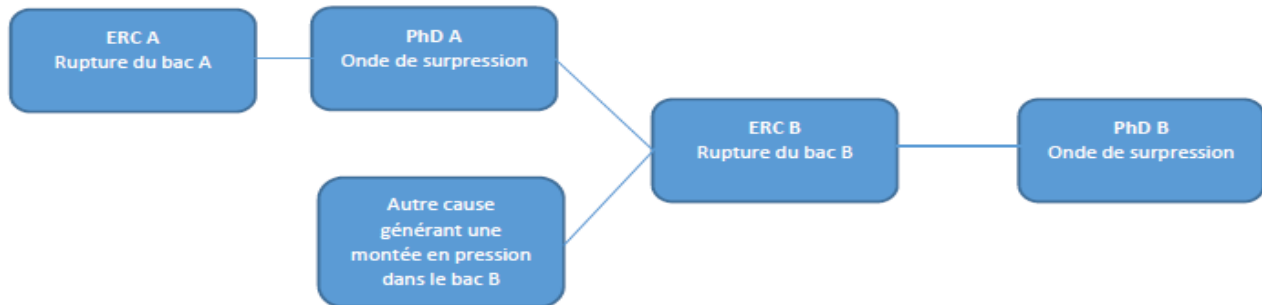 ERC A
Rupture du bac A
PhD A
Onde de surpression
Autre cause
générant une
montée en pression
dans le bac B
ERC B
Rupture du bac B
PhD B
Onde de surpression